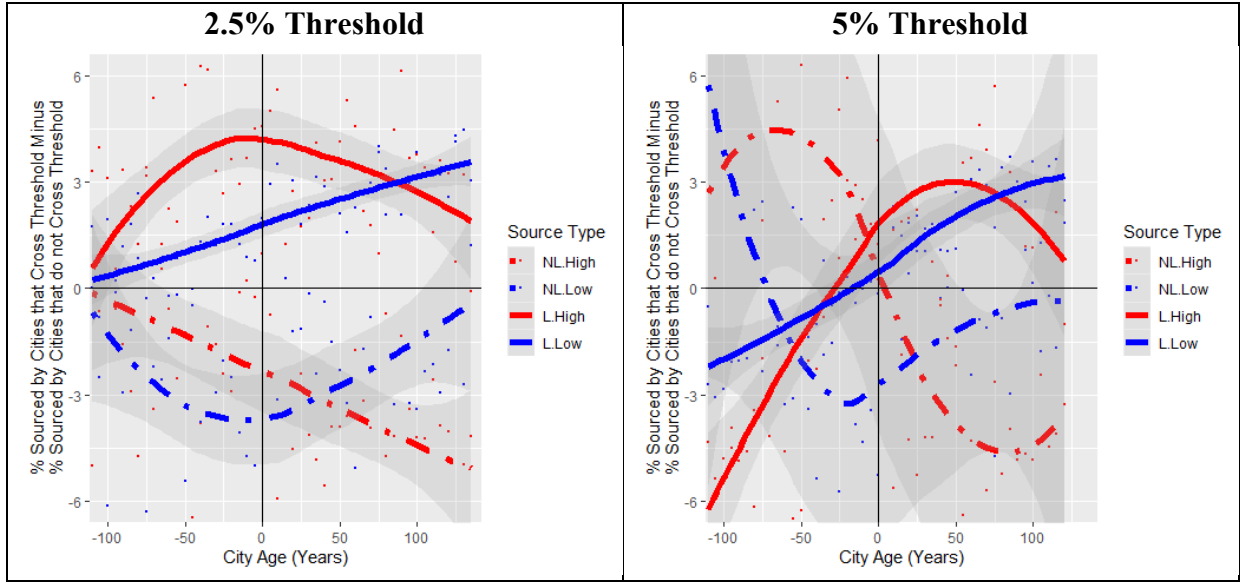 2.5% Threshold
% Sourced by Cities that Cross Threshold Minus
% Sourced by Cities that do not Cross Threshold
6
3
0
-3
-6
-100 -50 0 50 100
City Age (Years)
Source Type
NL.High
NL.Low
L.High
L.Low
5% Threshold
% Sourced by Cities that Cross Threshold Minus
% Sourced by Cities that do not Cross Threshold
6
3
0
-3
-6
-100 -50 0 50 100
City Age (Years)
Source Type
NL.High
NL.Low
L.High
L.Low